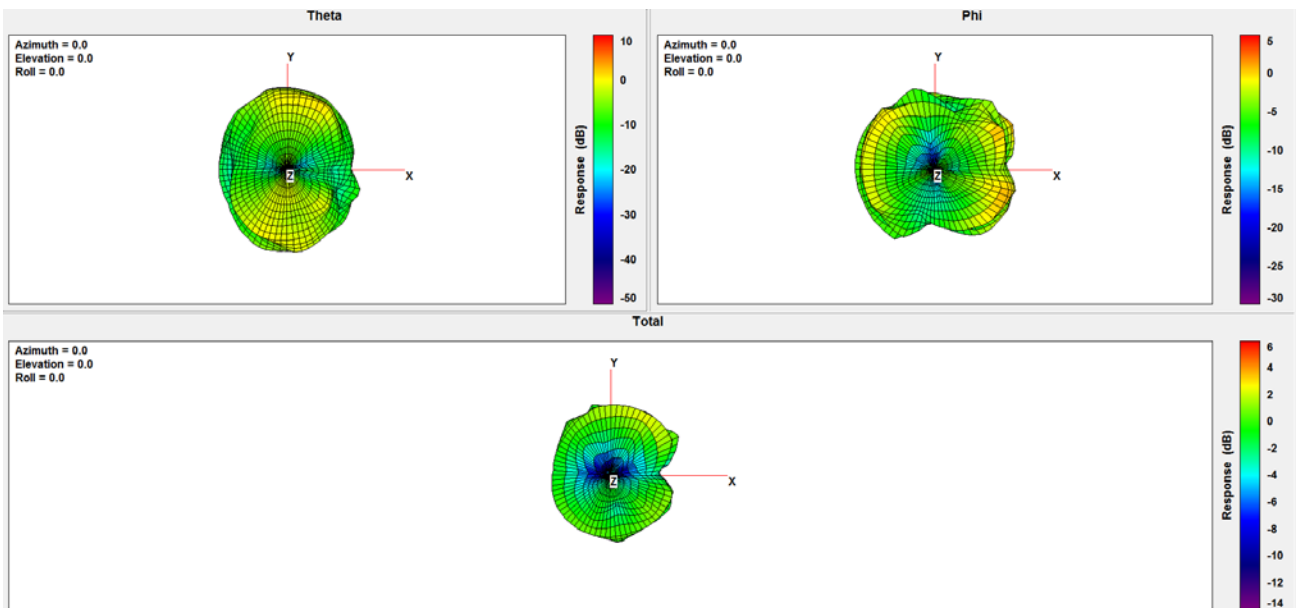 Theta
Azimuth = 0.0
Elevation = 0.0
Roll = 0.0
Y
X
Z
Response (dB)
10
0
-10
-20
-30
-40
-50
Phi
Azimuth = 0.0
Elevation = 0.0
Roll = 0.0
Y
X
Z
Response (dB)
5
0
-5
-10
-15
-20
-25
-30
Total
Azimuth = 0.0
Elevation = 0.0
Roll = 0.0
Y
X
Z
Response (dB)
6
4
2
0
-2
-4
-6
-8
-10
-12
-14